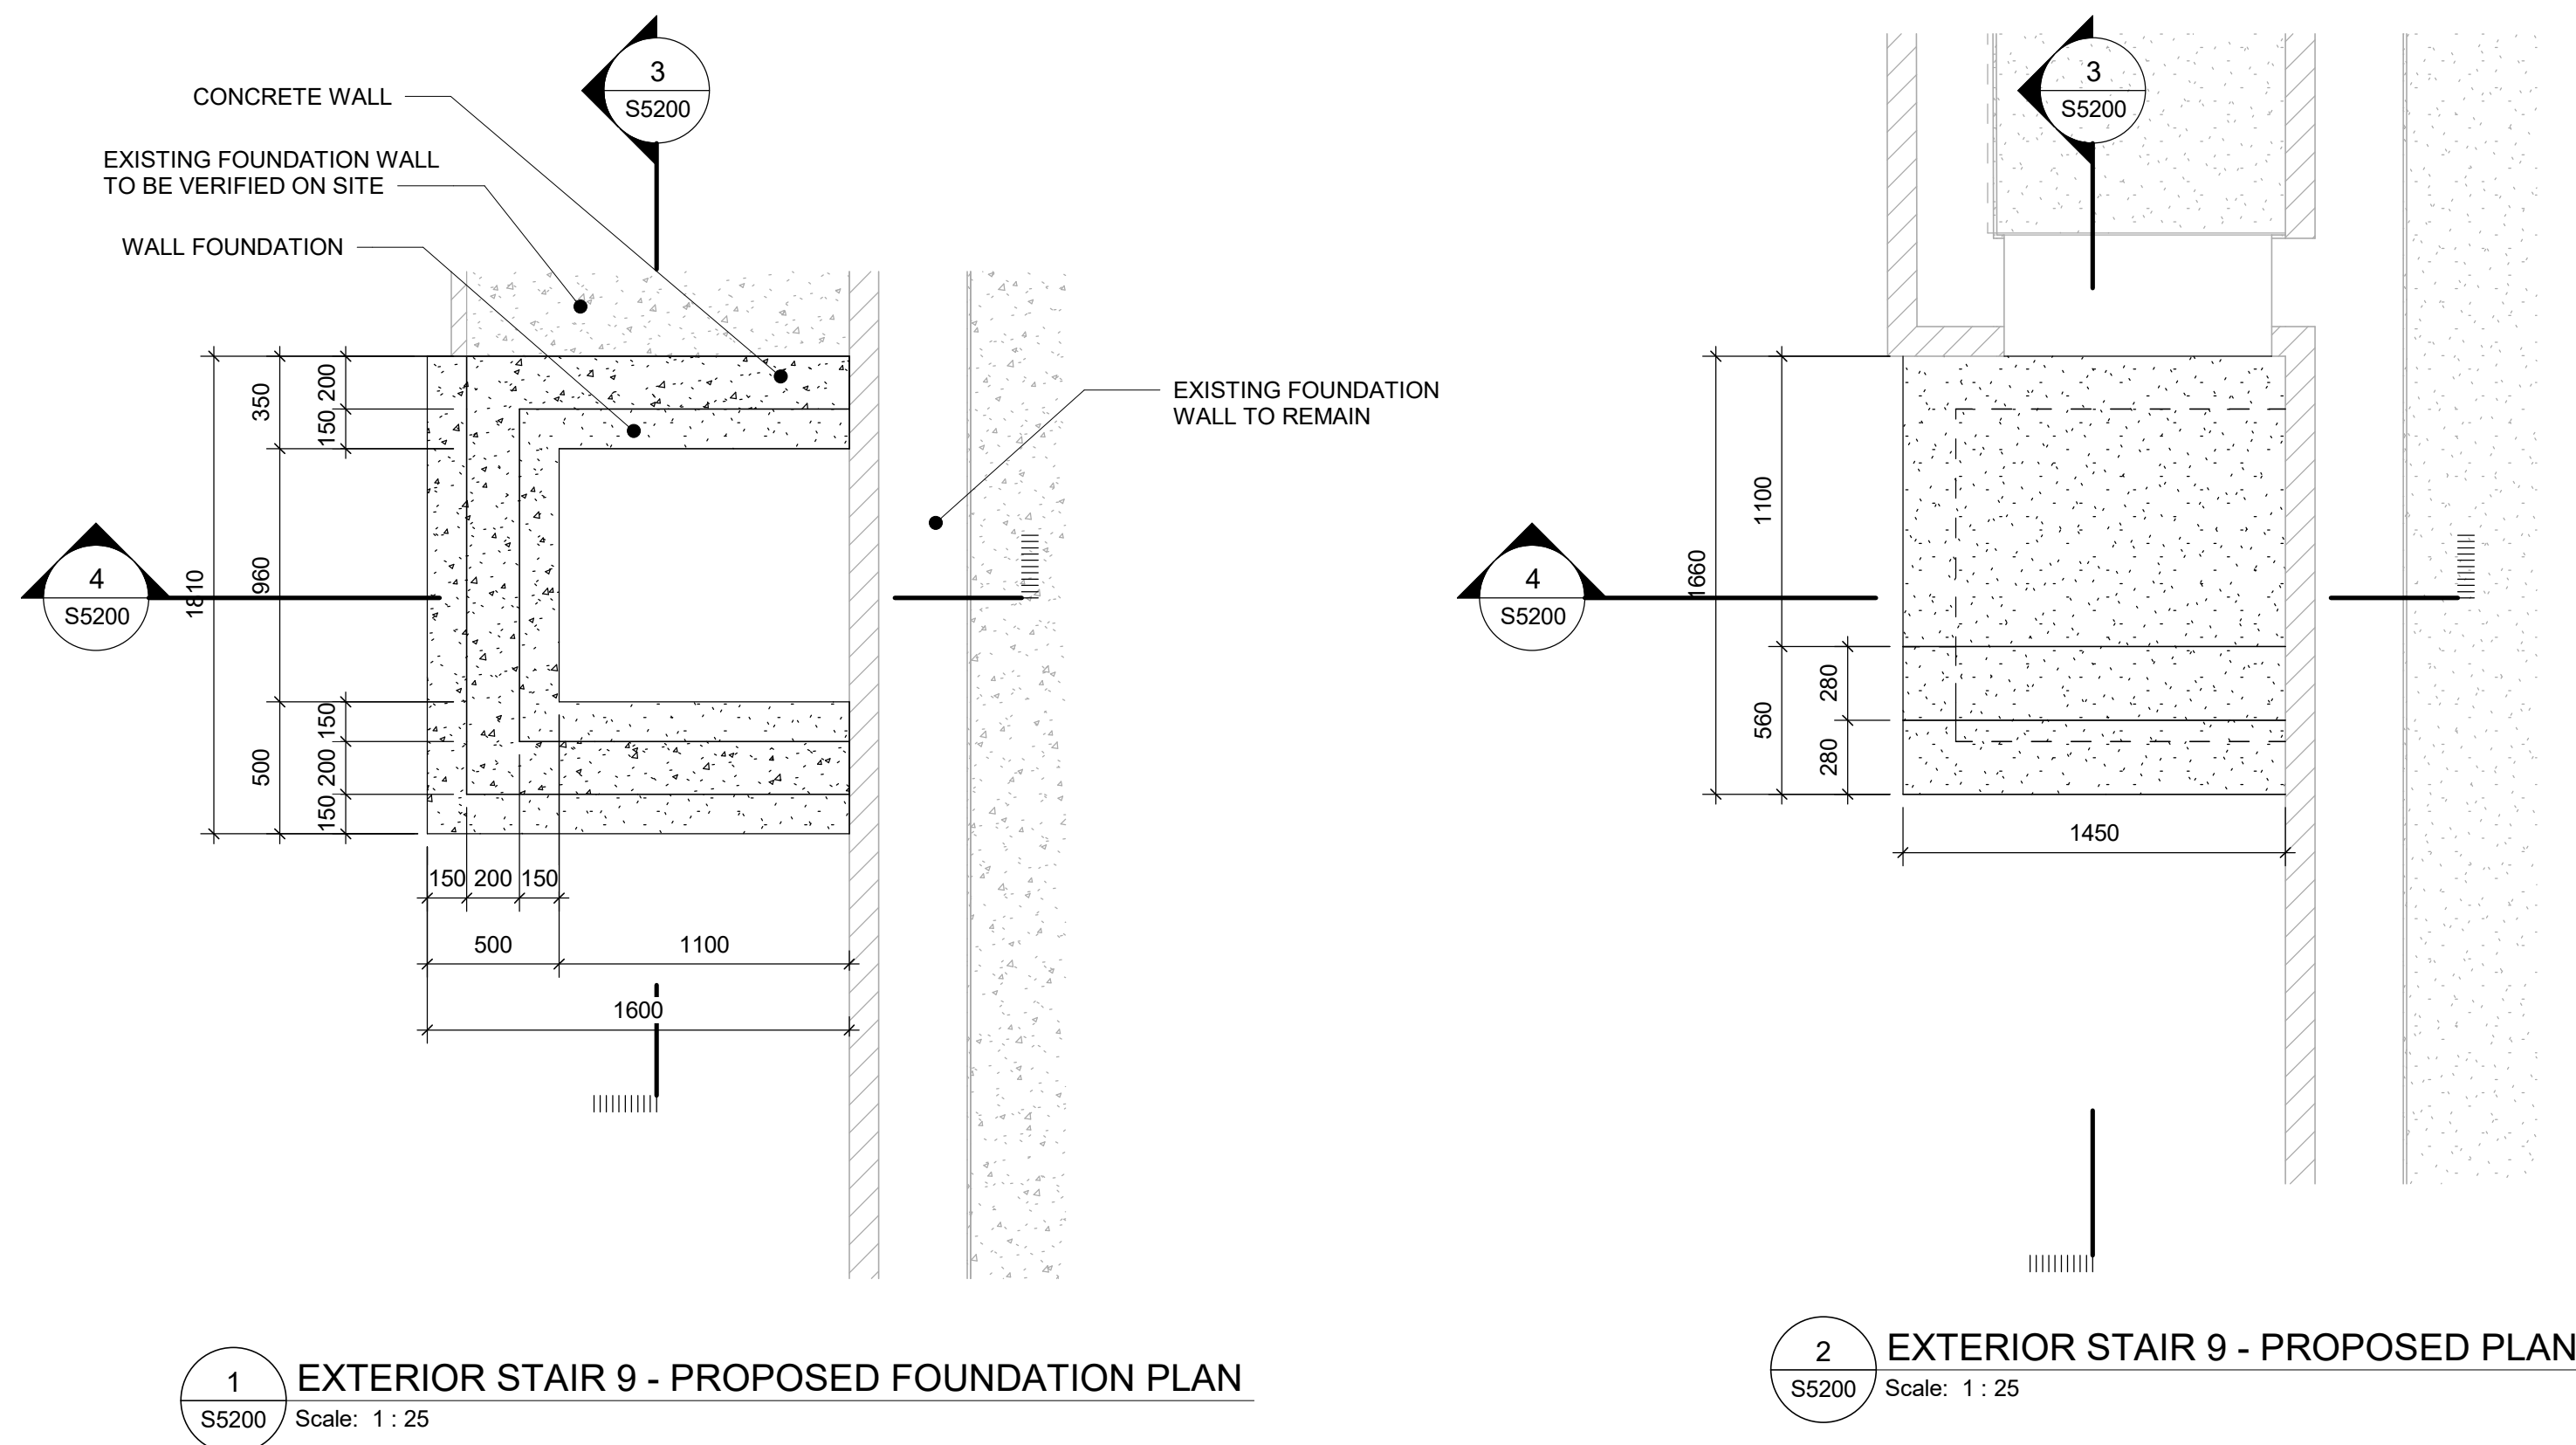 3
S5200
CONCRETE WALL
EXISTING FOUNDATION WALL
TO BE VERIFIED ON SITE
WALL FOUNDATION
EXISTING FOUNDATION
WALL TO REMAIN
4
S5200
1810
350
960
500
200
150
150
200
150
150
200
150
500
1100
1600
1
S5200
EXTERIOR STAIR 9 - PROPOSED FOUNDATION PLAN
Scale: 1 : 25
3
S5200
4
S5200
1660
1100
560
280
280
1450
2
S5200
EXTERIOR STAIR 9 - PROPOSED PLAN
Scale: 1 : 25